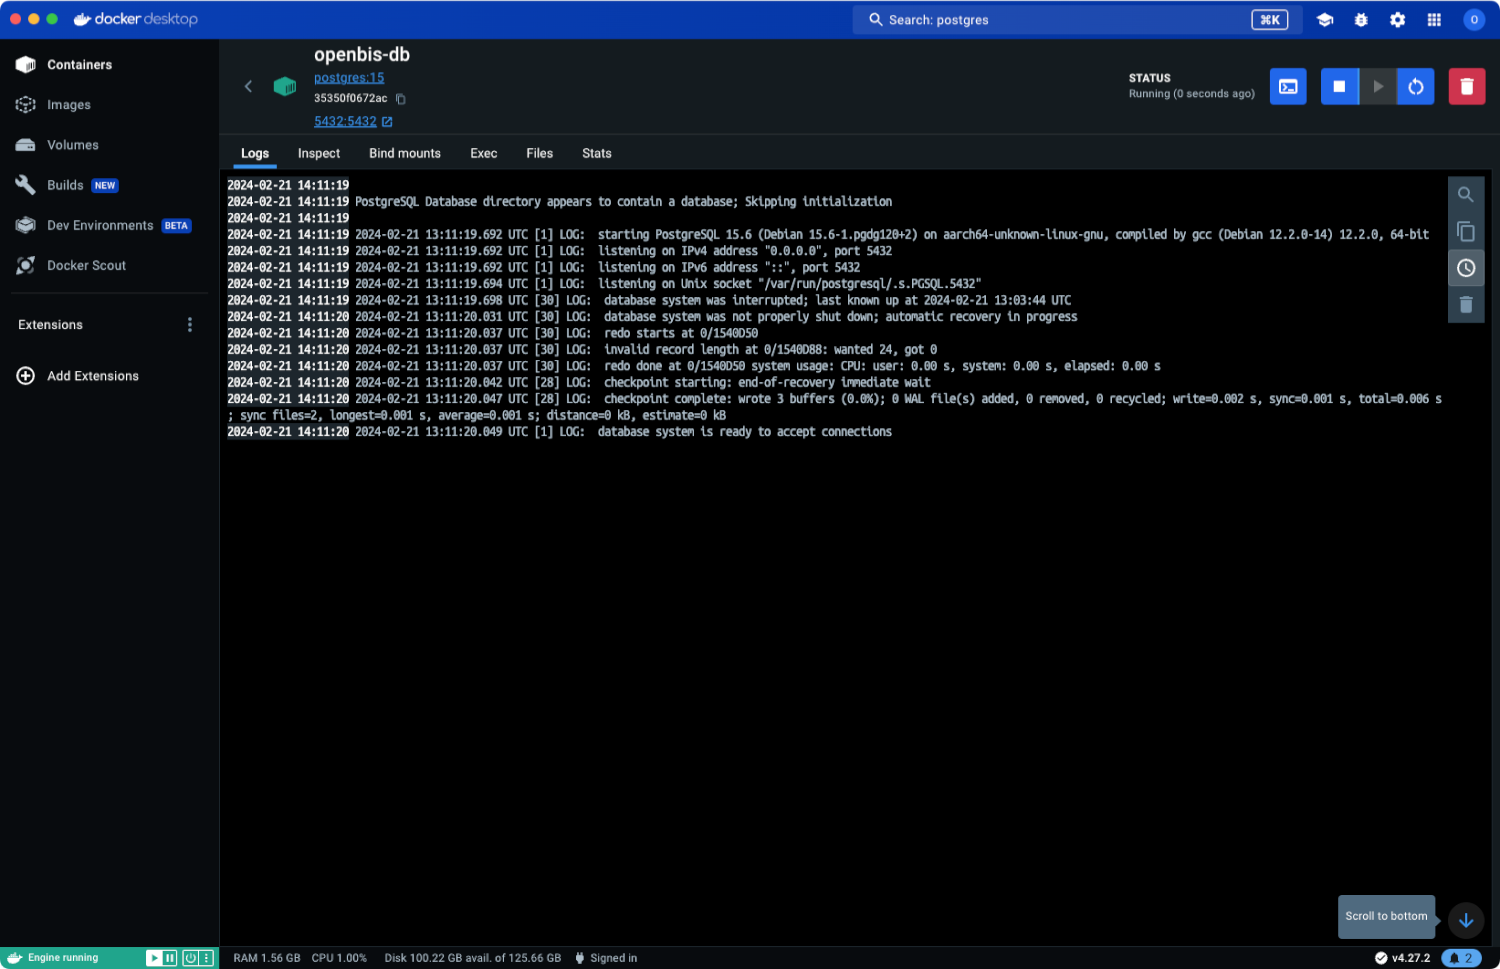 docker desktop
Search: postgres
⌘K
O
Containers
Images
Volumes
Builds NEW
Dev Environments BETA
Docker Scout
Extensions
Add Extensions
openbis-db
postgres:15
35350f0672ac
5432:5432
STATUS
Running (0 seconds ago)
Logs Inspect Bind mounts Exec Files Stats
2024-02-21 14:11:19
2024-02-21 14:11:19 PostgreSQL Database directory appears to contain a database; Skipping initialization
2024-02-21 14:11:19
2024-02-21 14:11:19 2024-02-21 13:11:19.692 UTC [1] LOG:  starting PostgreSQL 15.6 (Debian 15.6-1.pgdg120+2) on aarch64-unknown-linux-gnu, compiled by gcc (Debian 12.2.0-14) 12.2.0, 64-bit
2024-02-21 14:11:19 2024-02-21 13:11:19.692 UTC [1] LOG:  listening on IPv4 address "0.0.0.0", port 5432
2024-02-21 14:11:19 2024-02-21 13:11:19.692 UTC [1] LOG:  listening on IPv6 address "::", port 5432
2024-02-21 14:11:19 2024-02-21 13:11:19.694 UTC [1] LOG:  listening on Unix socket "/var/run/postgresql/.s.PGSQL.5432"
2024-02-21 14:11:19 2024-02-21 13:11:19.698 UTC [30] LOG:  database system was interrupted; last known up at 2024-02-21 13:03:44 UTC
2024-02-21 14:11:20 2024-02-21 13:11:20.031 UTC [30] LOG:  database system was not properly shut down; automatic recovery in progress
2024-02-21 14:11:20 2024-02-21 13:11:20.037 UTC [30] LOG:  redo starts at 0/1540D50
2024-02-21 14:11:20 2024-02-21 13:11:20.037 UTC [30] LOG:  invalid record length at 0/1540D88: wanted 24, got 0
2024-02-21 14:11:20 2024-02-21 13:11:20.037 UTC [30] LOG:  redo done at 0/1540D50 system usage: CPU: user: 0.00 s, system: 0.00 s, elapsed: 0.00 s
2024-02-21 14:11:20 2024-02-21 13:11:20.042 UTC [28] LOG:  checkpoint starting: end-of-recovery immediate wait
2024-02-21 14:11:20 2024-02-21 13:11:20.047 UTC [28] LOG:  checkpoint complete: wrote 3 buffers (0.0%); 0 WAL file(s) added, 0 removed, 0 recycled; write=0.002 s, sync=0.001 s, total=0.006 s
; sync files=2, longest=0.001 s, average=0.001 s; distance=0 kB, estimate=0 kB
2024-02-21 14:11:20 2024-02-21 13:11:20.049 UTC [1] LOG:  database system is ready to accept connections
Scroll to bottom
Engine running
RAM 1.56 GB CPU 1.00% Disk 100.22 GB avail. of 125.66 GB Signed in
v4.27.2 2